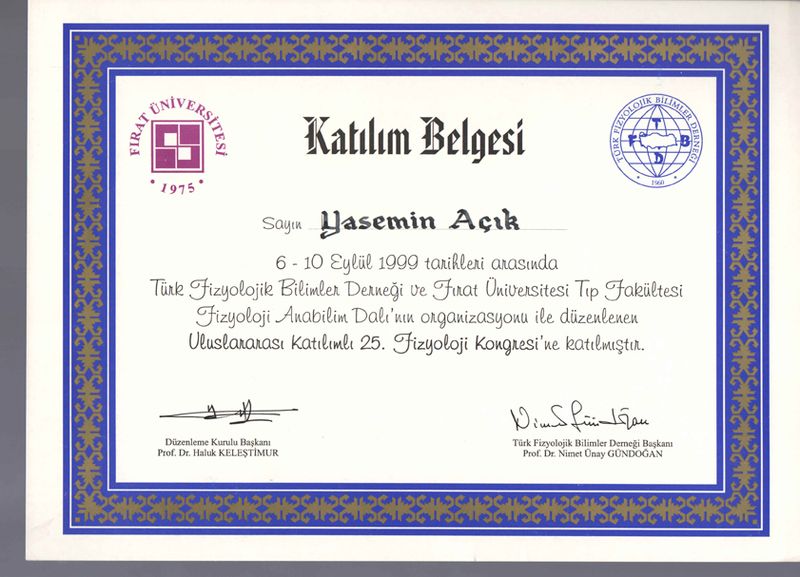 FIRAT ÜNİVERSİTESİ
• 1975 •
Katılım Belgesi
TÜRK FİZYOLOJİK BİLİMLER DERNEĞİ
T
F B
D
1960
Sayın Yasemin Açık
6 - 10 Eylül 1999 tarihleri arasında
Türk Fizyolojik Bilimler Derneği ve Fırat Üniversitesi Tıp Fakültesi
Fizyoloji Anabilim Dalı'nın organizasyonu ile düzenlenen
Uluslararası Katılımlı 25. Fizyoloji Kongresi'ne katılmıştır.
Düzenleme Kurulu Başkanı
Prof. Dr. Haluk KELEŞTİMUR
Türk Fizyolojik Bilimler Derneği Başkanı
Prof. Dr. Nimet Ünay GÜNDOĞAN